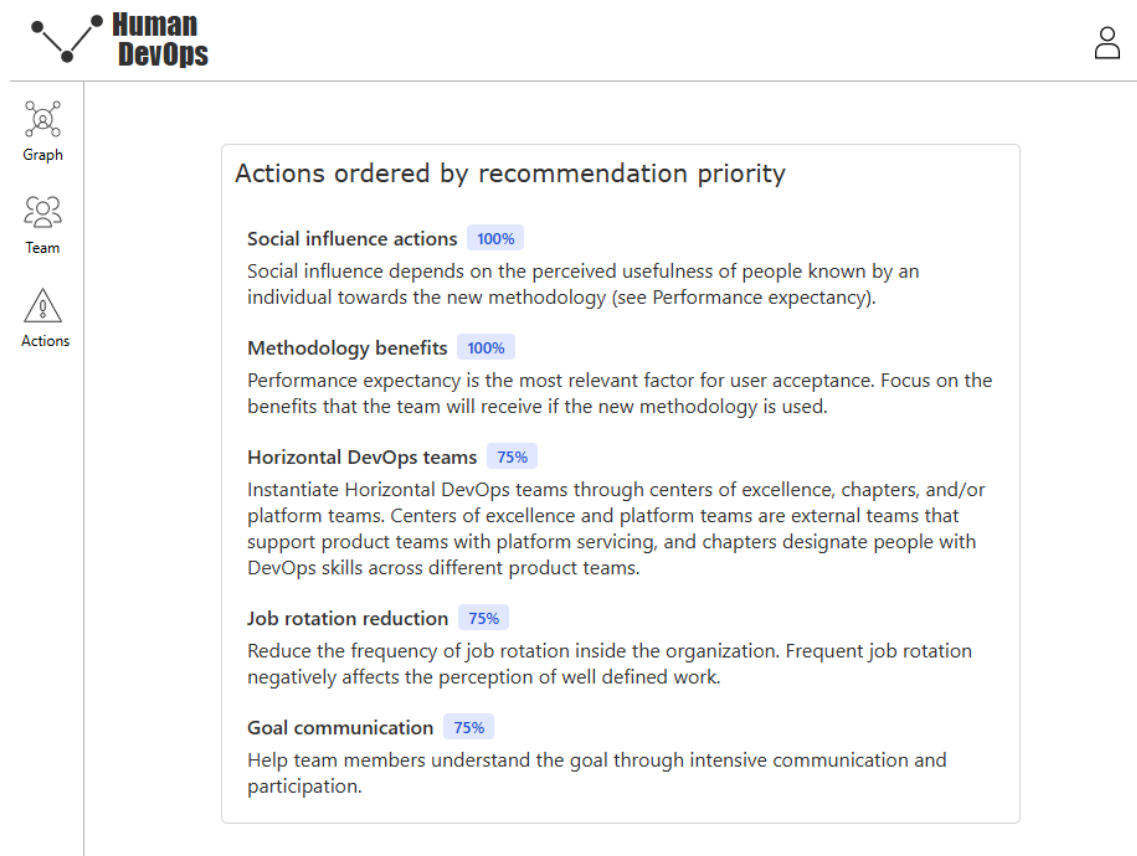 Human
DevOps
Graph
Team
Actions
Actions ordered by recommendation priority
Social influence actions 100%
Social influence depends on the perceived usefulness of people known by an
individual towards the new methodology (see Performance expectancy).
Methodology benefits 100%
Performance expectancy is the most relevant factor for user acceptance. Focus on the
benefits that the team will receive if the new methodology is used.
Horizontal DevOps teams 75%
Instantiate Horizontal DevOps teams through centers of excellence, chapters, and/or
platform teams. Centers of excellence and platform teams are external teams that
support product teams with platform servicing, and chapters designate people with
DevOps skills across different product teams.
Job rotation reduction 75%
Reduce the frequency of job rotation inside the organization. Frequent job rotation
negatively affects the perception of well defined work.
Goal communication 75%
Help team members understand the goal through intensive communication and
participation.